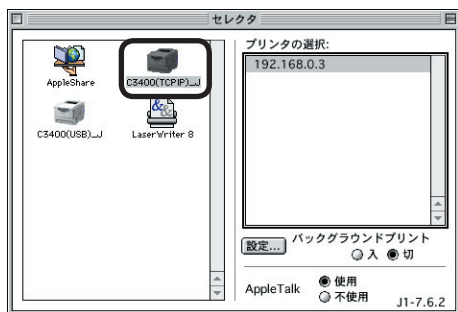 セレクタ
AppleShare
C3400(TCPIP)_J
C3400(USB)_J
LaserWriter 8
プリンタの選択:
192.168.0.3
設定...
バックグラウンドプリント
入 切
AppleTalk
使用
不使用
J1-7.6.2